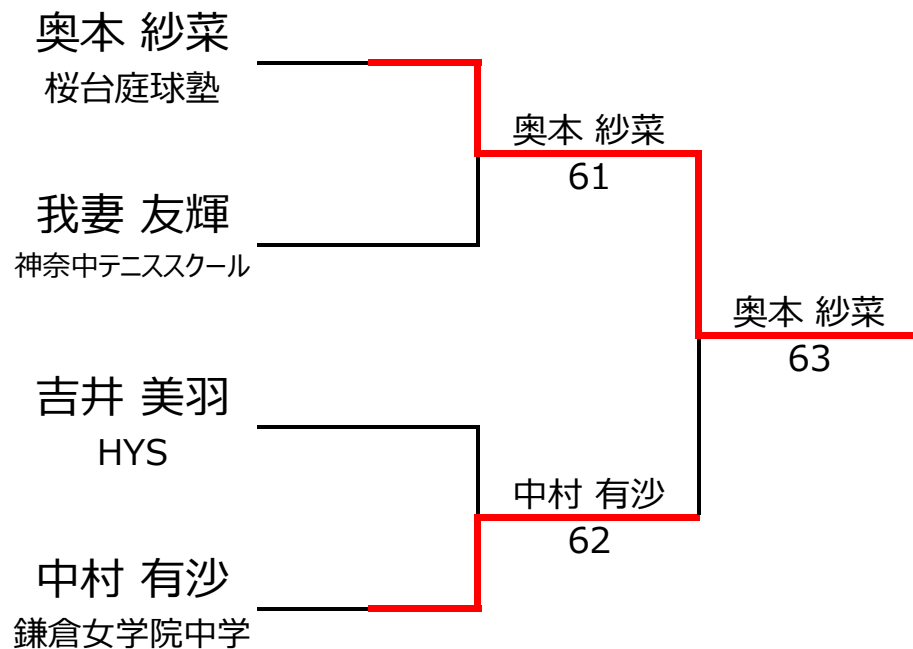 奥本 紗菜
桜台庭球塾
奥本 紗菜
61
我妻 友輝
神奈中テニススクール
奥本 紗菜
63
吉井 美羽
HYS
中村 有沙
62
中村 有沙
鎌倉女学院中学